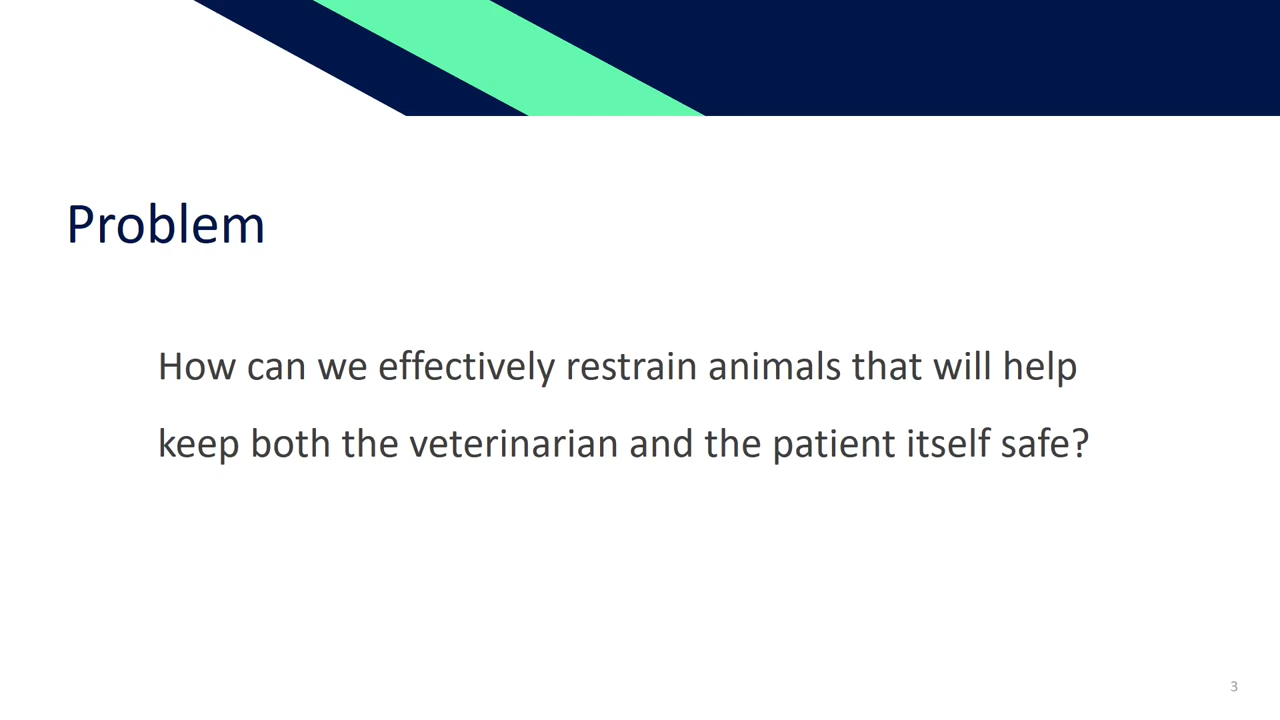 Problem
How can we effectively restrain animals that will help
keep both the veterinarian and the patient itself safe?
3